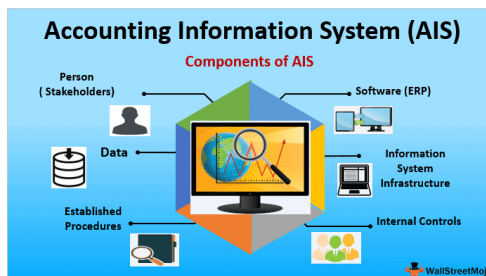 Accounting Information System (AIS)
Components of AIS
Person
( Stakeholders)
Software (ERP)
Data
Information
System
Infrastructure
Established
Procedures
Internal Controls
WallStreetMoj